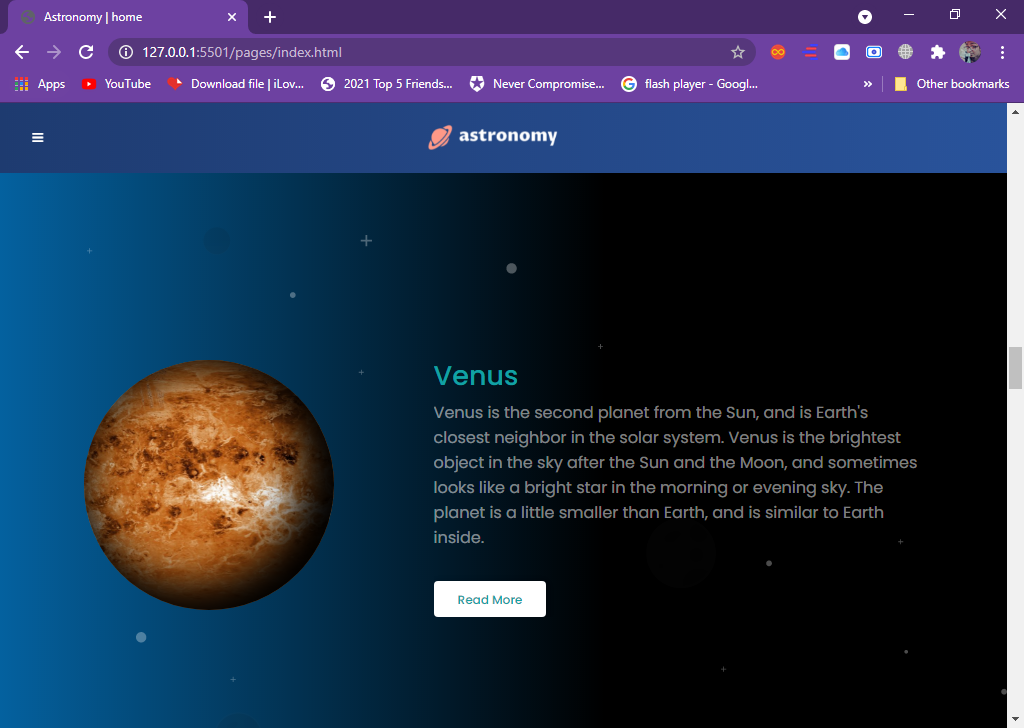 Astronomy | home
127.0.0.1:5501/pages/index.html
Apps YouTube Download file | iLov... 2021 Top 5 Friends... Never Compromise... flash player - Googl... » Other bookmarks
astronomy
Venus
Venus is the second planet from the Sun, and is Earth's
closest neighbor in the solar system. Venus is the brightest
object in the sky after the Sun and the Moon, and sometimes
looks like a bright star in the morning or evening sky. The
planet is a little smaller than Earth, and is similar to Earth
inside.
Read More